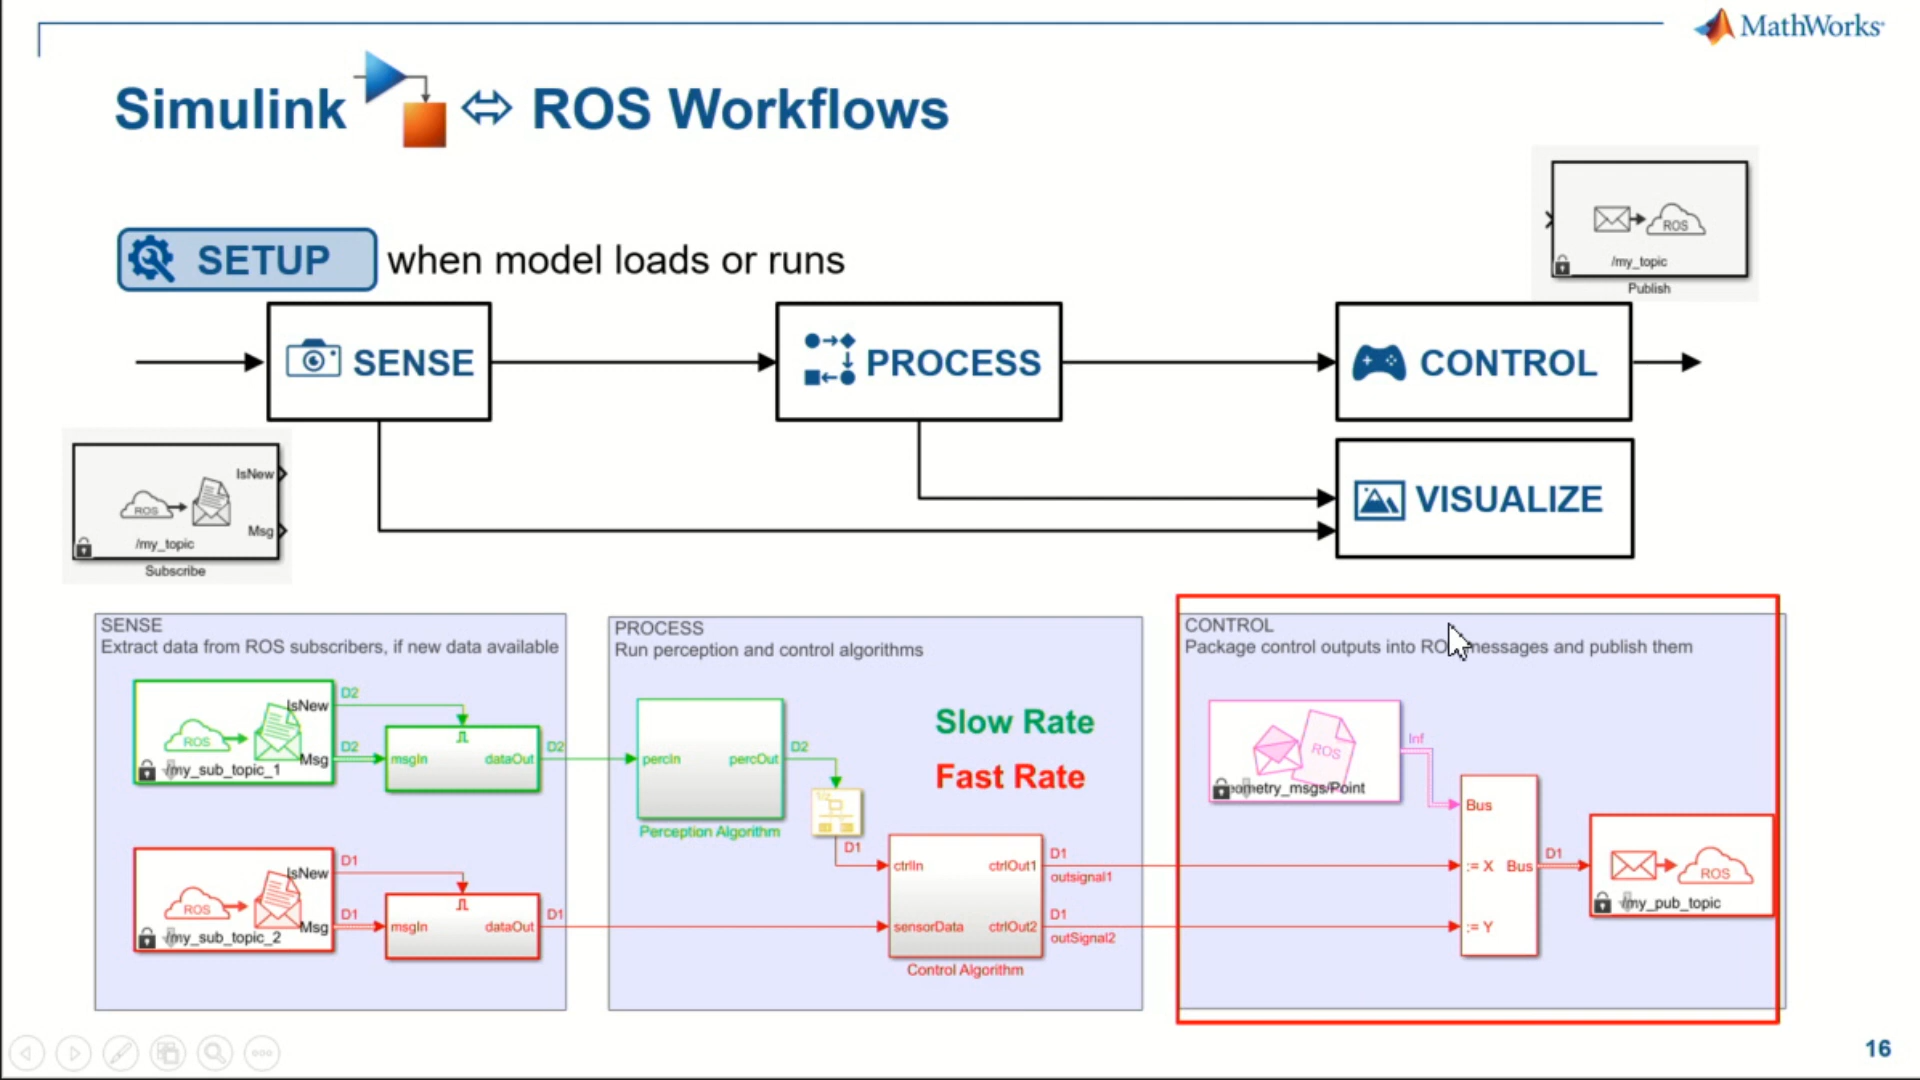 MathWorks
Simulink ⇔ ROS Workflows
ROS
/my_topic
Publish
SETUP when model loads or runs
SENSE
PROCESS
CONTROL
VISUALIZE
IsNew
ROS
Msg
/my_topic
Subscribe
SENSE
Extract data from ROS subscribers, if new data available
IsNew
D2
ROS
Msg
D2
/my_sub_topic_1
msgIn
dataOut
D2
IsNew
D1
ROS
Msg
D1
/my_sub_topic_2
msgIn
dataOut
D1
PROCESS
Run perception and control algorithms
Slow Rate
Fast Rate
percIn
percOut
D2
Perception Algorithm
D1
ctrlIn
ctrlOut1
D1
outsignal1
sensorData
ctrlOut2
D1
outSignal2
Control Algorithm
CONTROL
Package control outputs into messages and publish them
ROS
eometry_msgs/Point
Inf
Bus
:= X
Bus
:= Y
D1
ROS
/my_pub_topic
16